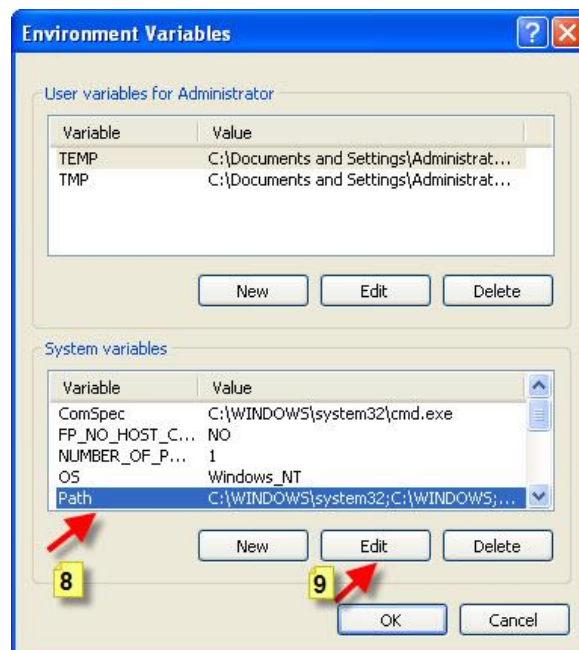 Environment Variables
User variables for Administrator
Variable Value
TEMP C:\Documents and Settings\Administrat...
TMP C:\Documents and Settings\Administrat...
New Edit Delete
System variables
Variable Value
ComSpec C:\WINDOWS\system32\cmd.exe
FP_NO_HOST_C... NO
NUMBER_OF_P... 1
OS Windows_NT
Path C:\WINDOWS\system32;C:\WINDOWS;...
New Edit Delete
8 9
OK Cancel